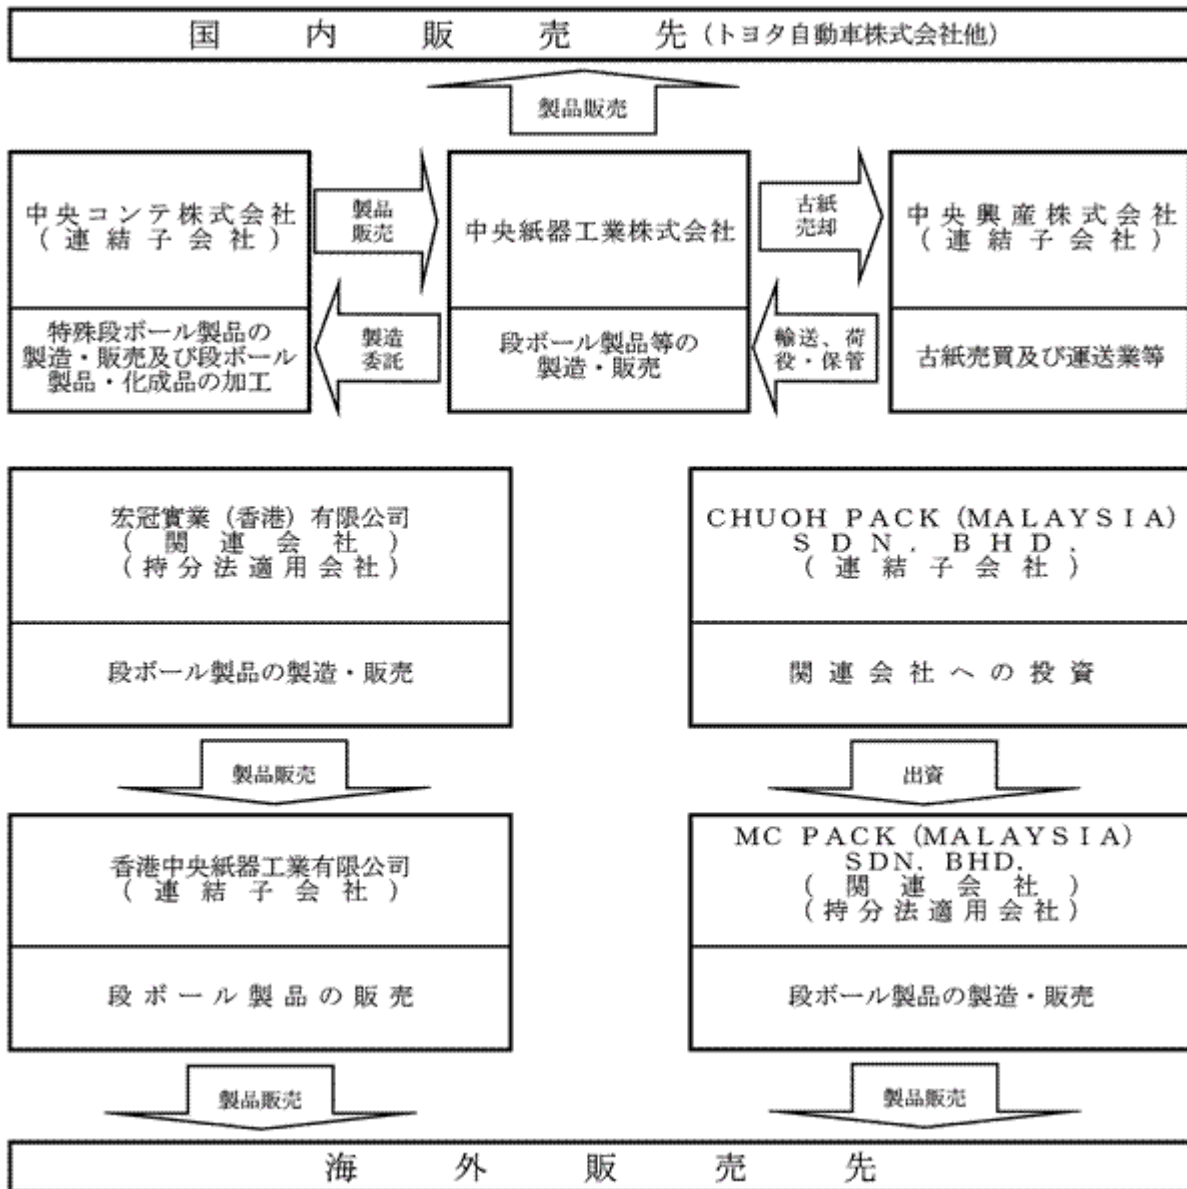 国内販売先(トヨタ自動車株式会社他)
製品販売
中央コンテ株式会社
(連結子会社)
特殊段ボール製品の
製造・販売及び段ボール
製品・化成品の加工
製品
販売
製造
委託
中央紙器工業株式会社
段ボール製品等の
製造・販売
古紙
売却
輸送、荷
役・保管
中央興産株式会社
(連結子会社)
古紙売買及び運送業等
宏冠實業(香港)有限公司
(関連会社)
(持分法適用会社)
段ボール製品の製造・販売
製品販売
香港中央紙器工業有限公司
(連結子会社)
段ボール製品の販売
製品販売
CHUOH PACK (MALAYSIA)
SDN. BHD.
(連結子会社)
関連会社への投資
出資
MC PACK (MALAYSIA)
SDN. BHD.
(関連会社)
(持分法適用会社)
段ボール製品の製造・販売
製品販売
海外販売先